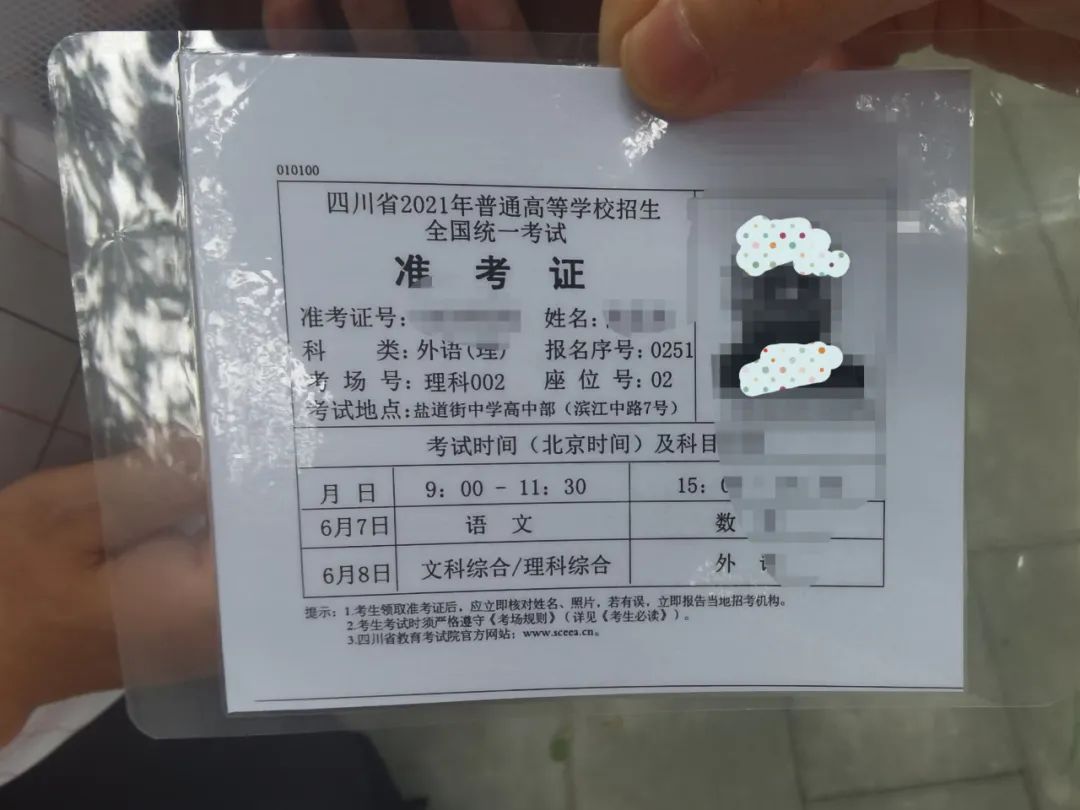 010100
四川省2021年普通高等学校招生
全国统一考试
准 考 证
准考证号： 姓名：
科 类：外语(理) 报名序号：0251
考 场 号：理科002 座 位 号：02
考试地点：盐道街中学高中部（滨江中路7号）
考试时间（北京时间）及科目
月 日 9：00 - 11：30 15：
6月7日 语 文 数
6月8日 文科综合/理科综合 外
提示：1.考生领取准考证后，应立即核对姓名、照片，若有误，立即报告当地招考机构。
2.考生考试时须严格遵守《考场规则》（详见《考生必读》）。
3.四川省教育考试院官方网站：www.sceea.cn。